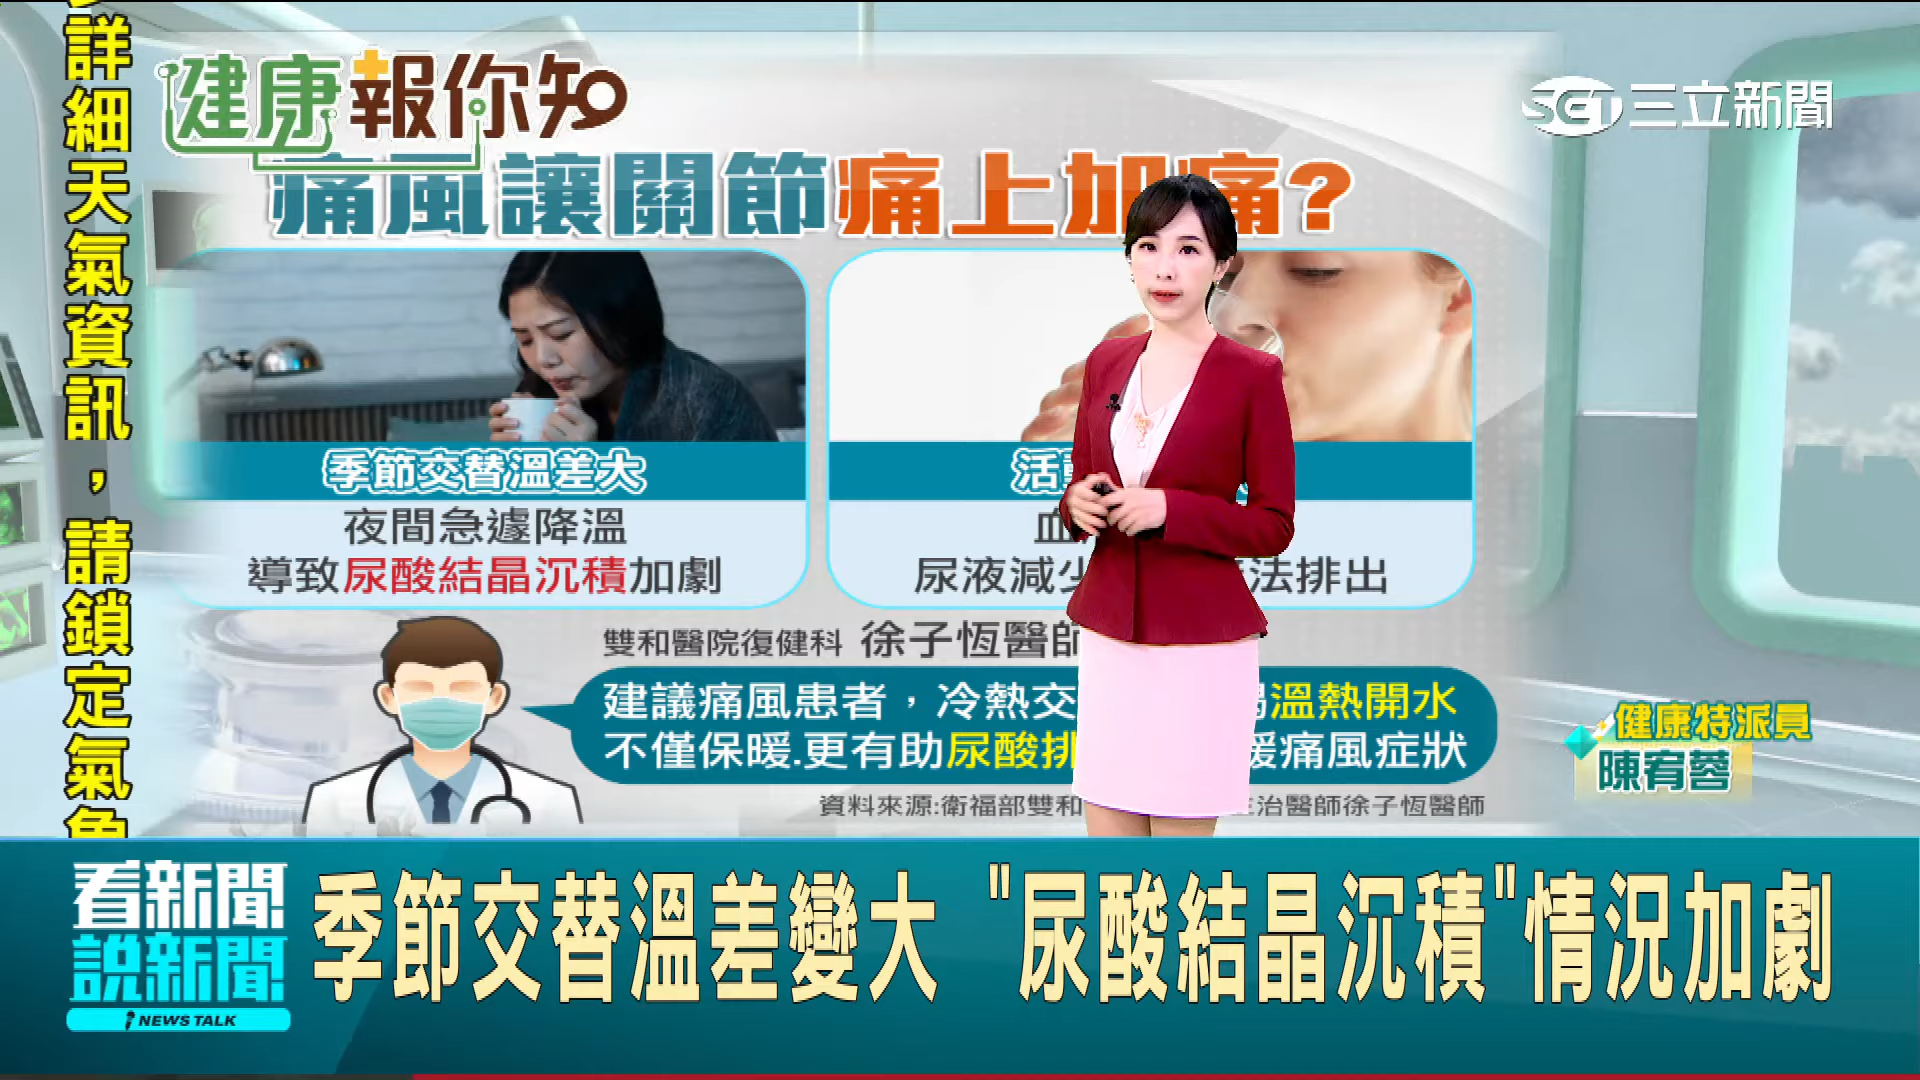 詳細天氣資訊，請鎖定氣
健康報你知
SET三立新聞
痛風讓關節痛上加痛?
季節交替溫差大
夜間急遽降溫
導致尿酸結晶沉積加劇
活
血
尿液減少 法排出
雙和醫院復健科 徐子恆醫師
建議痛風患者，冷熱交 溫熱開水
不僅保暖.更有助尿酸排 緩痛風症狀
資料來源:衛福部雙和 主治醫師徐子恆醫師
健康特派員
陳宥蓉
看新聞
說新聞
NEWS TALK
季節交替溫差變大 "尿酸結晶沉積"情況加劇